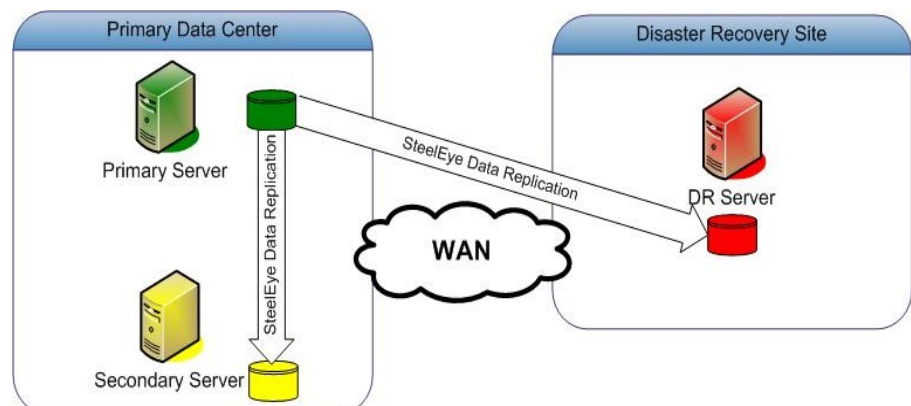 Primary Data Center
Disaster Recovery Site
Primary Server
SteelEye Data Replication
SteelEye Data Replication
DR Server
WAN
Secondary Server